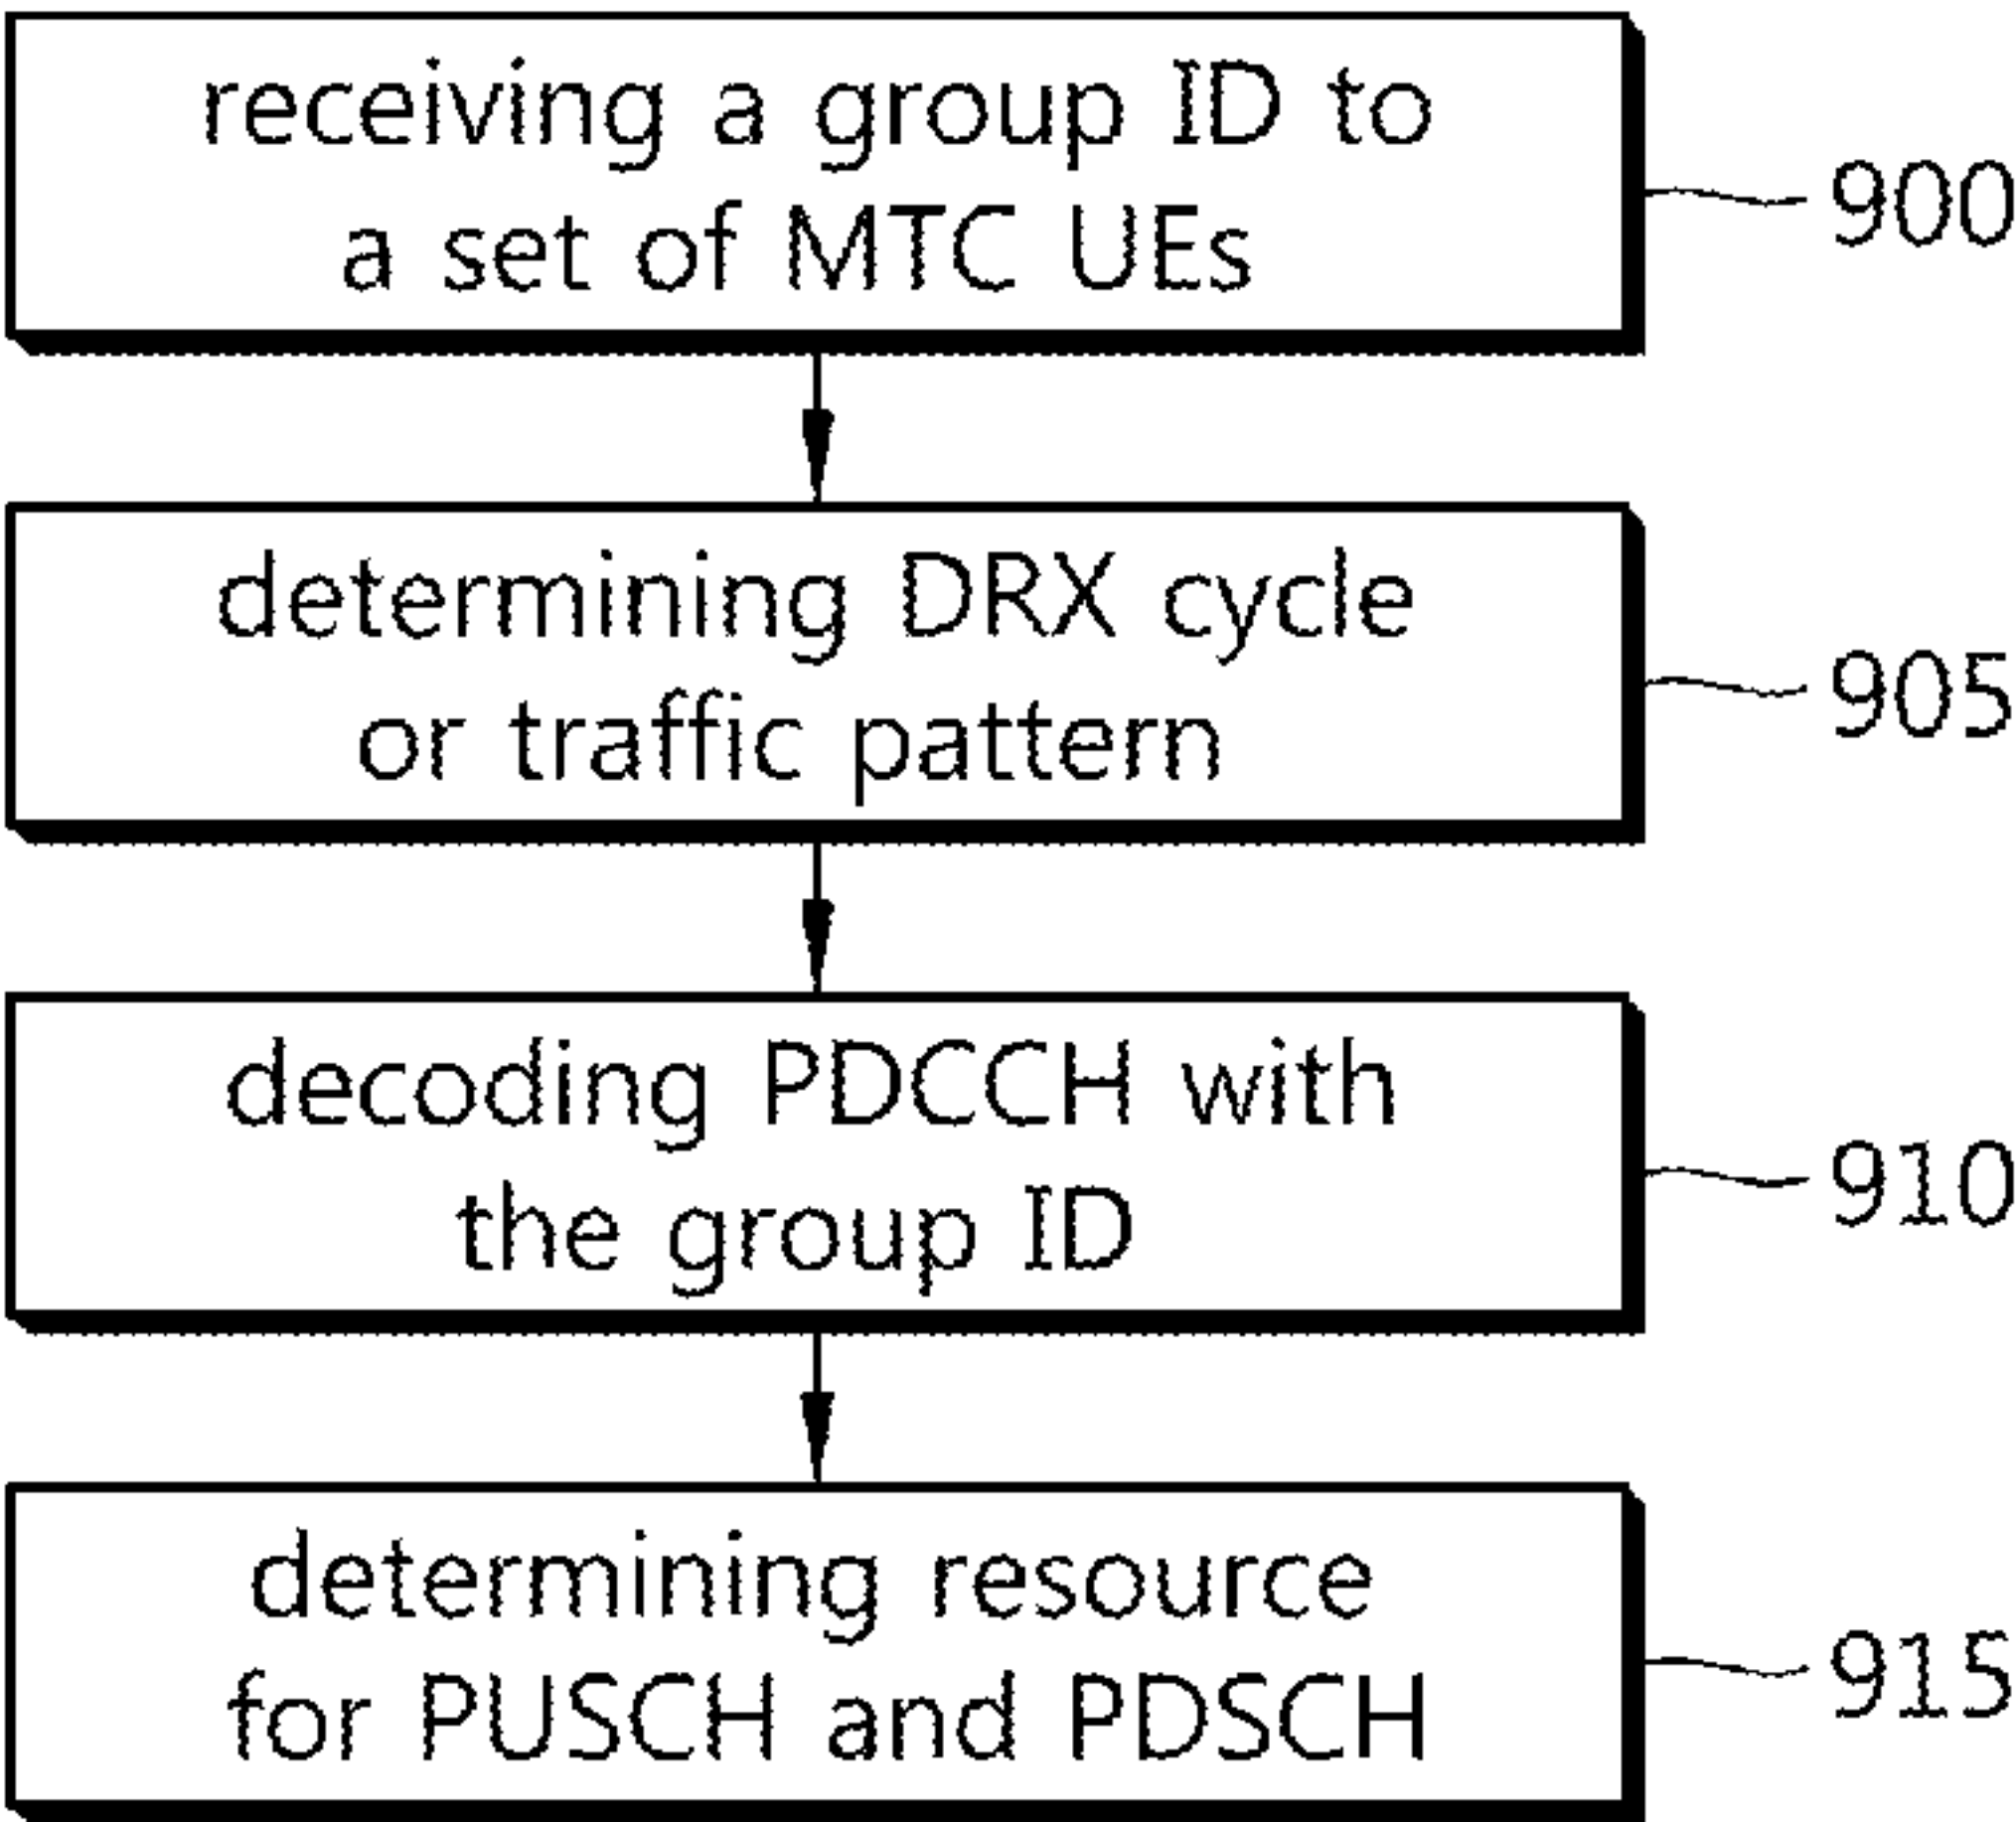 receiving a group ID to
a set of MTC UEs
900
determining DRX cycle
or traffic pattern
905
decoding PDCCH with
the group ID
910
determining resource
for PUSCH and PDSCH
915